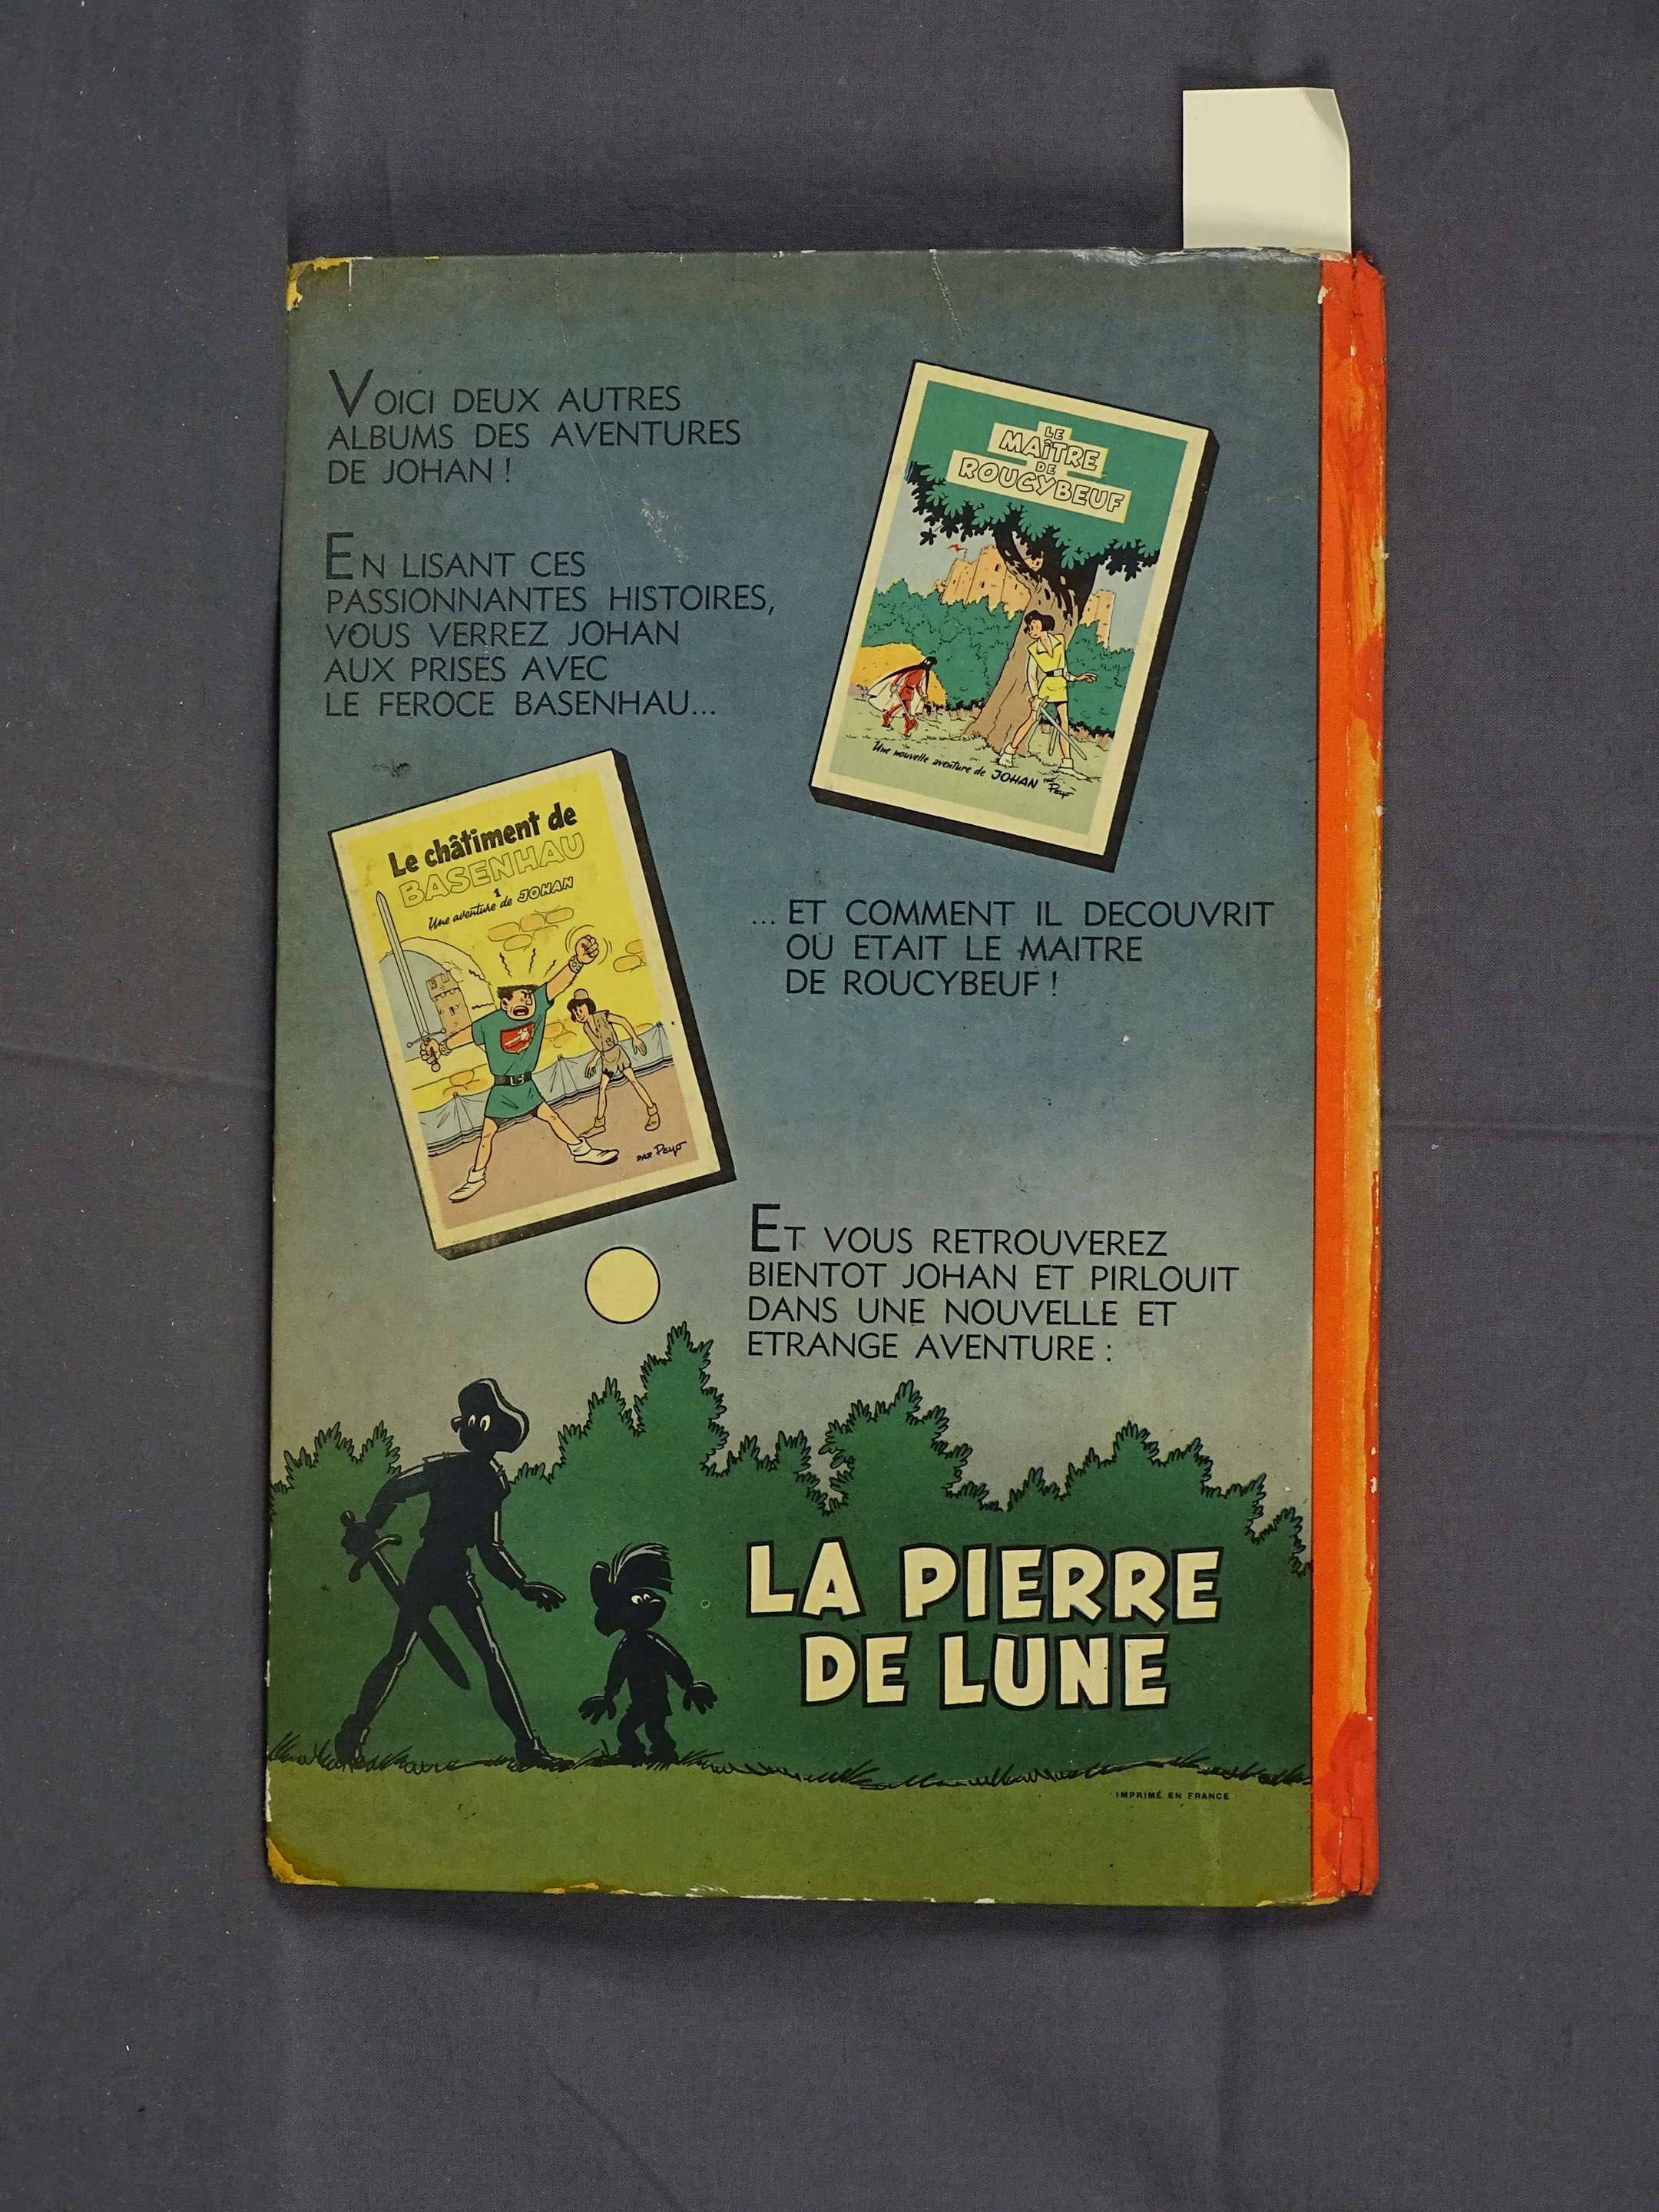 VOICI DEUX AUTRES
ALBUMS DES AVENTURES
DE JOHAN !
EN LISANT CES
PASSIONNANTES HISTOIRES,
VOUS VERREZ JOHAN
AUX PRISES AVEC
LE FEROCE BASENHAU...
LE
MAÎTRE
DE
ROUCYBEUF
Une nouvelle aventure de JOHAN PAR Peyo
Le châtiment de
BASENHAU
1
Une aventure de JOHAN
PAR Peyo
... ET COMMENT IL DECOUVRIT
OU ETAIT LE MAITRE
DE ROUCYBEUF !
ET VOUS RETROUVEREZ
BIENTOT JOHAN ET PIRLOUIT
DANS UNE NOUVELLE ET
ETRANGE AVENTURE :
LA PIERRE
DE LUNE
IMPRIMÉ EN FRANCE